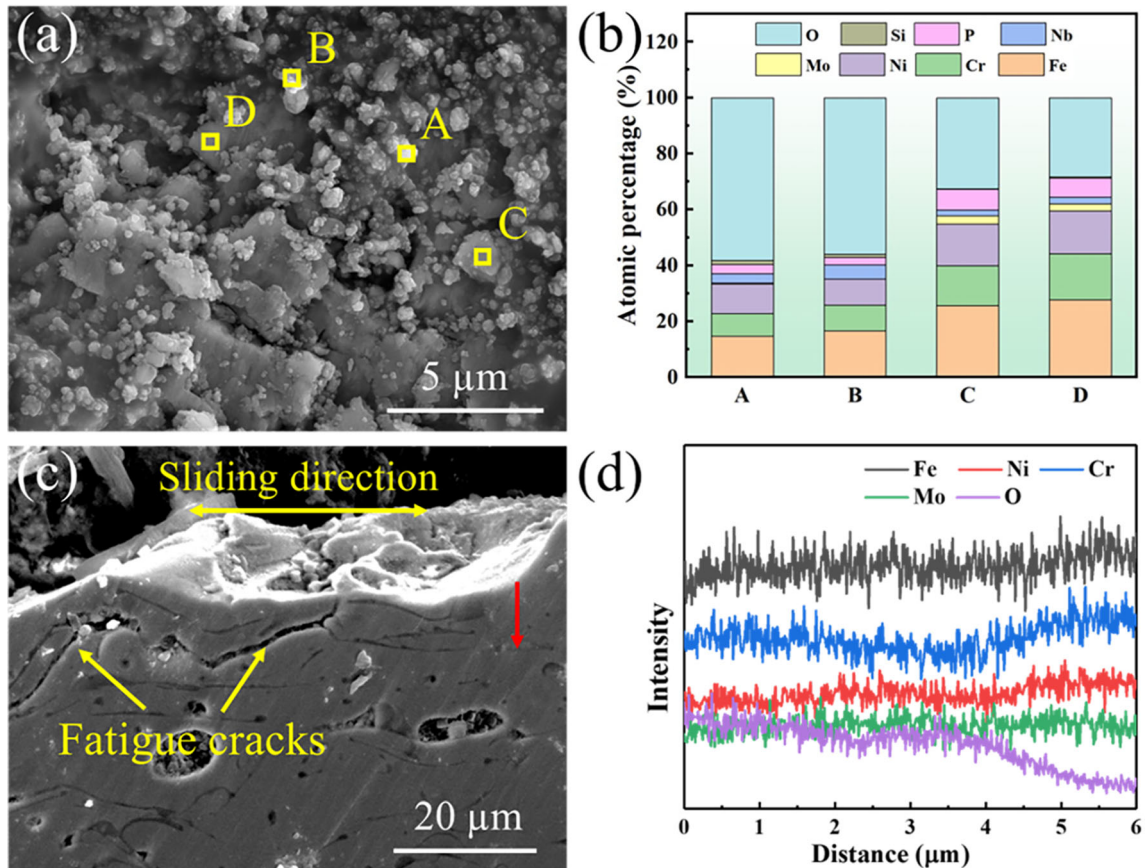 (a)
B
D
A
C
5 µm
(b)
O Si P Nb
Mo Ni Cr Fe
Atomic percentage (%)
120
100
80
60
40
20
0
A B C D
(c)
Sliding direction
Fatigue cracks
20 µm
(d)
Fe Ni Cr
Mo O
Intensity
0 1 2 3 4 5 6
Distance (µm)